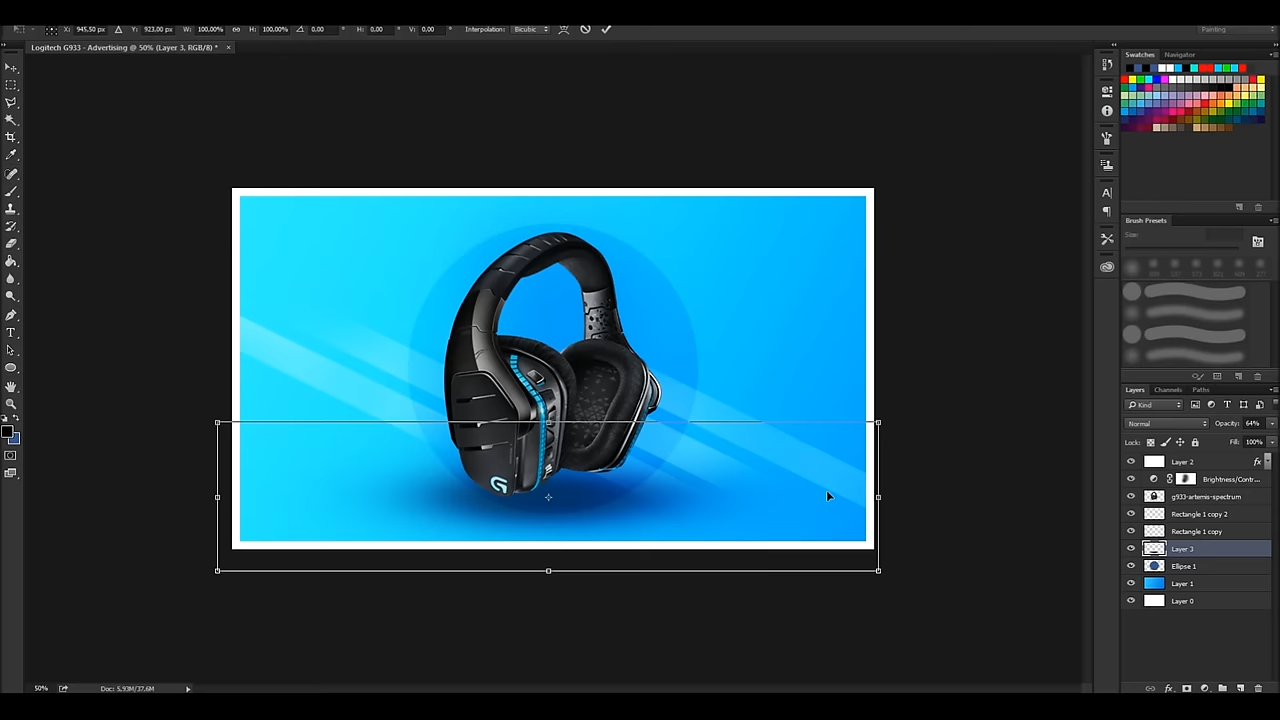 X: 945,50 px Y: 923,00 px W: 100,00% H: 100,00% 0,00 ° H: 0,00 ° V: 0,00 ° Interpolation: Bicubic Painting
Logitech G933 - Advertising @ 50% (Layer 3, RGB/8) * ×
Swatches Navigator
Brush Presets
Size:
Layers Channels Paths
Kind
Normal Opacity: 64%
Lock: Fill: 100%
Layer 2 fx
Brightness/Contr...
g933-artemis-spectrum
Rectangle 1 copy 2
Rectangle 1 copy
Layer 3
Ellipse 1
Layer 1
Layer 0
50% Doc: 5,93M/37,6M